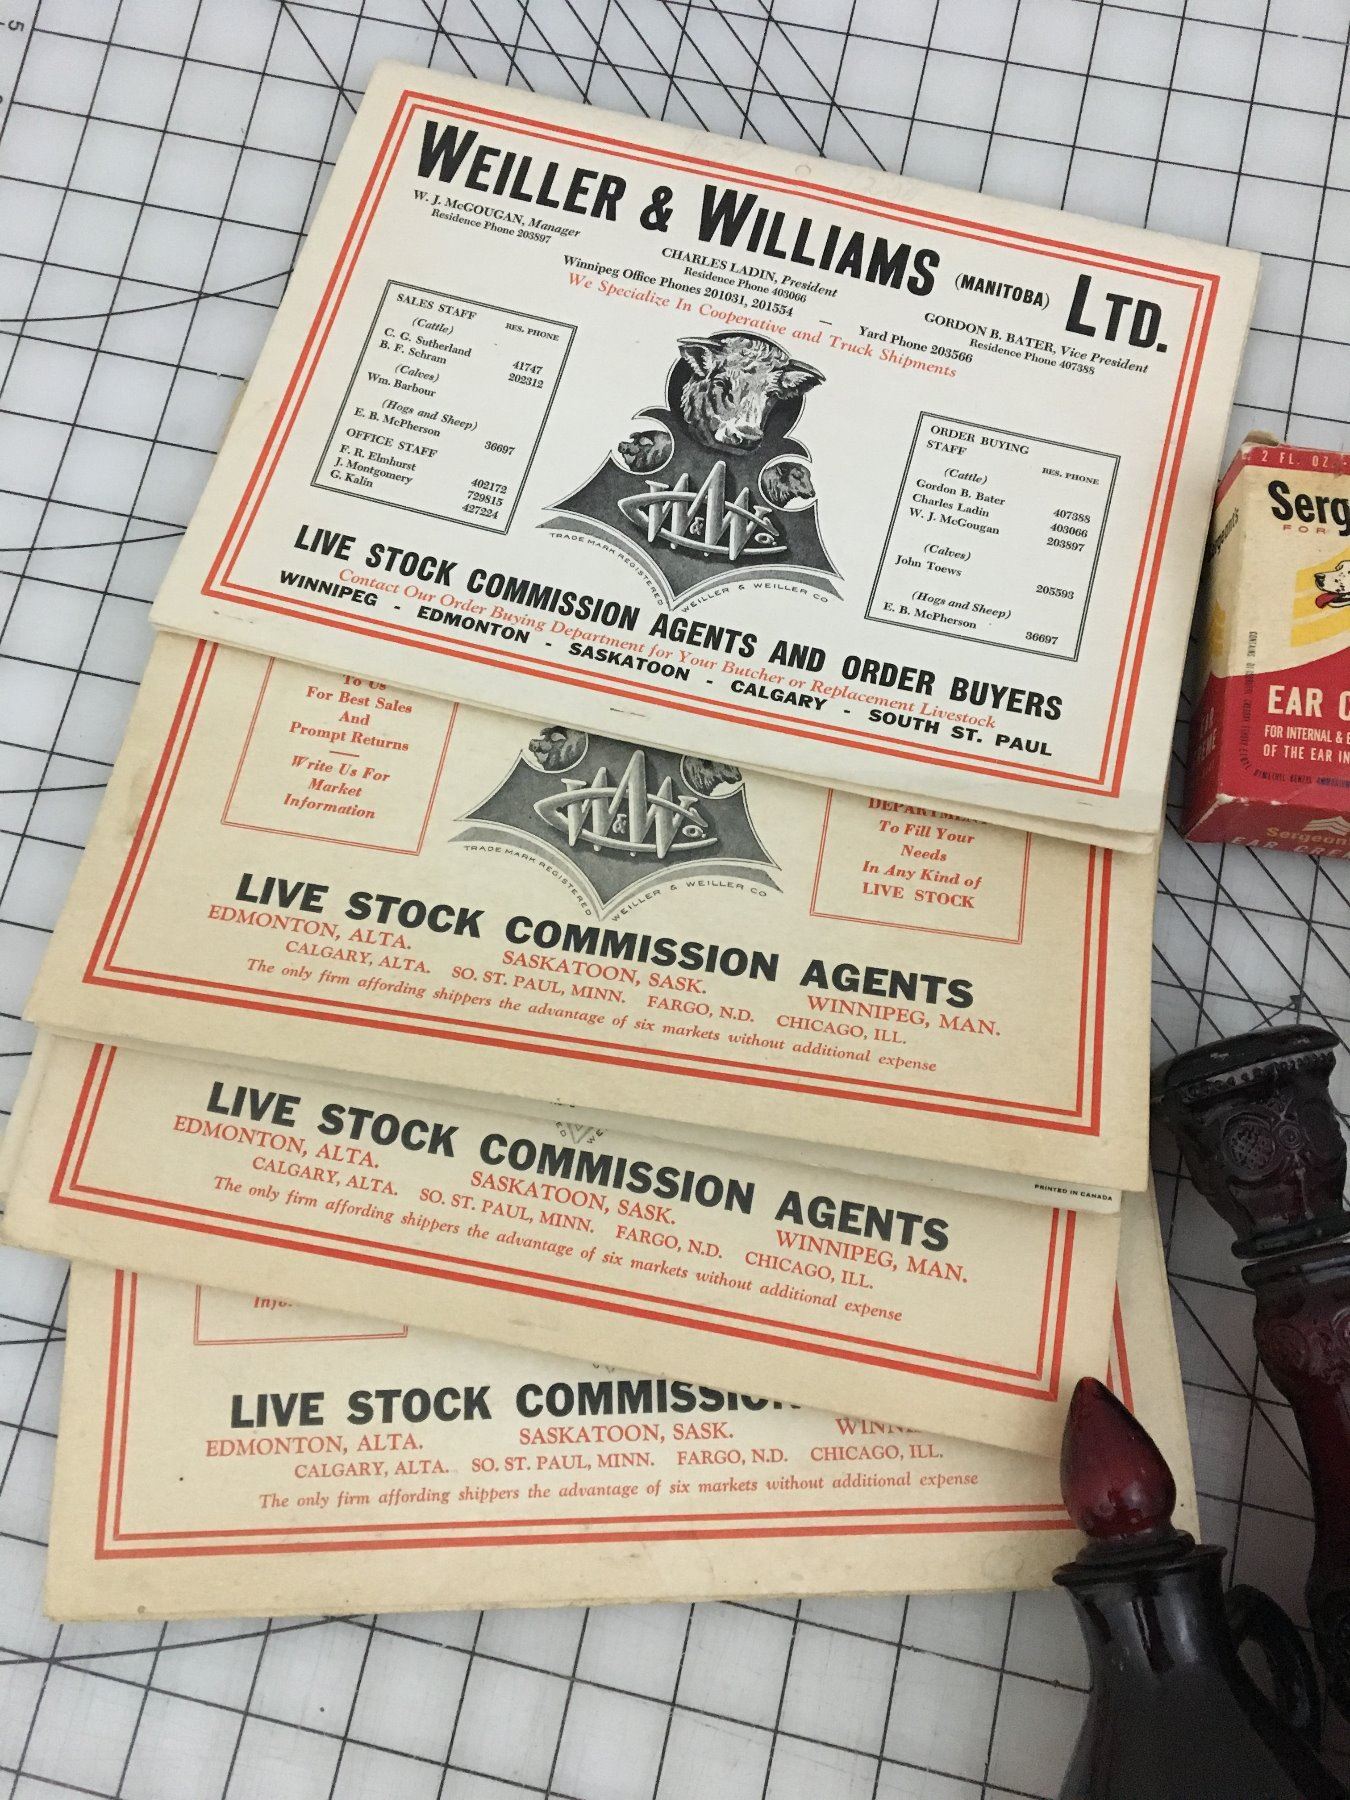 WEILLER & WILLIAMS (MANITOBA) LTD.
W. J. McGOUGAN, Manager
Residence Phone 203897
CHARLES LADIN, President
Residence Phone 403066
GORDON B. BATER, Vice President
Residence Phone 407388
Winnipeg Office Phones 201031, 201554 — Yard Phone 203566
We Specialize In Cooperative and Truck Shipments
SALES STAFF
RES. PHONE
(Cattle)
C. G. Sutherland 41747
B. F. Schram 202312
(Calves)
Wm. Barbour
(Hogs and Sheep)
E. B. McPherson 36697
OFFICE STAFF
F. R. Elmhurst 402172
J. Montgomery 729815
G. Kalin 427224
W & W Co.
TRADE MARK REGISTERED
WEILLER & WEILLER CO
ORDER BUYING
STAFF
RES. PHONE
(Cattle)
Gordon B. Bater 407388
Charles Ladin 403066
W. J. McGougan 203897
(Calves)
John Toews 205593
(Hogs and Sheep)
E. B. McPherson 36697
LIVE STOCK COMMISSION AGENTS AND ORDER BUYERS
Contact Our Order Buying Department for Your Butcher or Replacement Livestock
WINNIPEG - EDMONTON - SASKATOON - CALGARY - SOUTH ST. PAUL
To Us
For Best Sales
And
Prompt Returns
Write Us For
Market
Information
W & W Co.
TRADE MARK REGISTERED
WEILLER & WEILLER CO
DEPARTMENT
To Fill Your
Needs
In Any Kind of
LIVE STOCK
LIVE STOCK COMMISSION AGENTS
EDMONTON, ALTA. SASKATOON, SASK. WINNIPEG, MAN.
CALGARY, ALTA. SO. ST. PAUL, MINN. FARGO, N.D. CHICAGO, ILL.
The only firm affording shippers the advantage of six markets without additional expense
PRINTED IN CANADA
LIVE STOCK COMMISSION AGENTS
EDMONTON, ALTA. SASKATOON, SASK. WINNIPEG, MAN.
CALGARY, ALTA. SO. ST. PAUL, MINN. FARGO, N.D. CHICAGO, ILL.
The only firm affording shippers the advantage of six markets without additional expense
LIVE STOCK COMMISSION
EDMONTON, ALTA. SASKATOON, SASK. WINN
CALGARY, ALTA. SO. ST. PAUL, MINN. FARGO, N.D. CHICAGO, ILL.
The only firm affording shippers the advantage of six markets without additional expense
2 FL. OZ.
Serg
FOR
Sergeant's
EAR C
FOR INTERNAL &
OF THE EAR IN
Sergeon
5